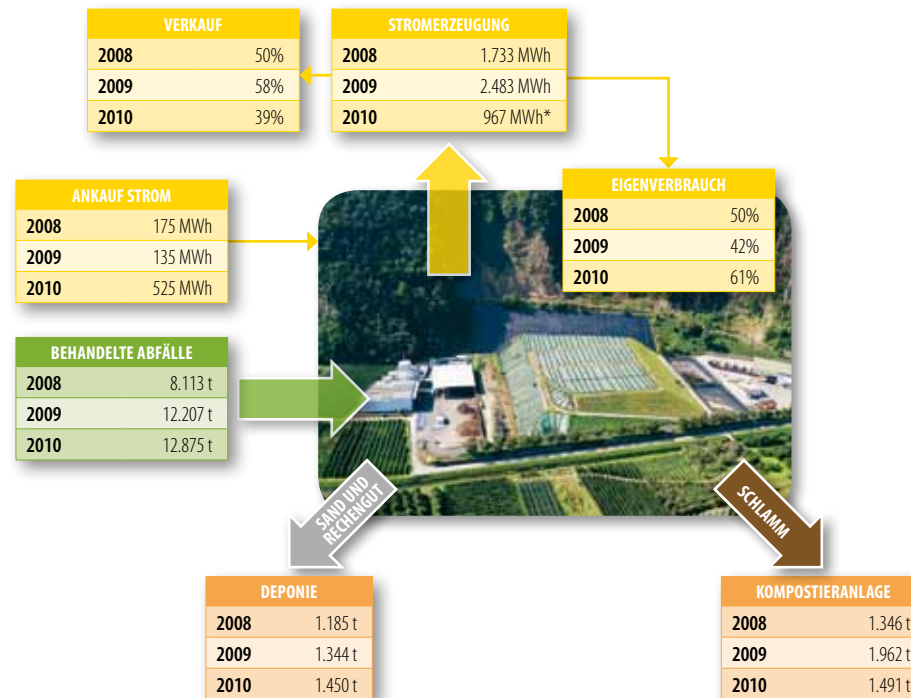 VERKAUF
2008 50%
2009 58%
2010 39%
STROMERZEUGUNG
2008 1.733 MWh
2009 2.483 MWh
2010 967 MWh*
ANKAUF STROM
2008 175 MWh
2009 135 MWh
2010 525 MWh
EIGENVERBRAUCH
2008 50%
2009 42%
2010 61%
BEHANDELTE ABFÄLLE
2008 8.113 t
2009 12.207 t
2010 12.875 t
SAND UND
RECHENGUT
SCHLAMM
DEPONIE
2008 1.185 t
2009 1.344 t
2010 1.450 t
KOMPOSTIERANLAGE
2008 1.346 t
2009 1.962 t
2010 1.491 t